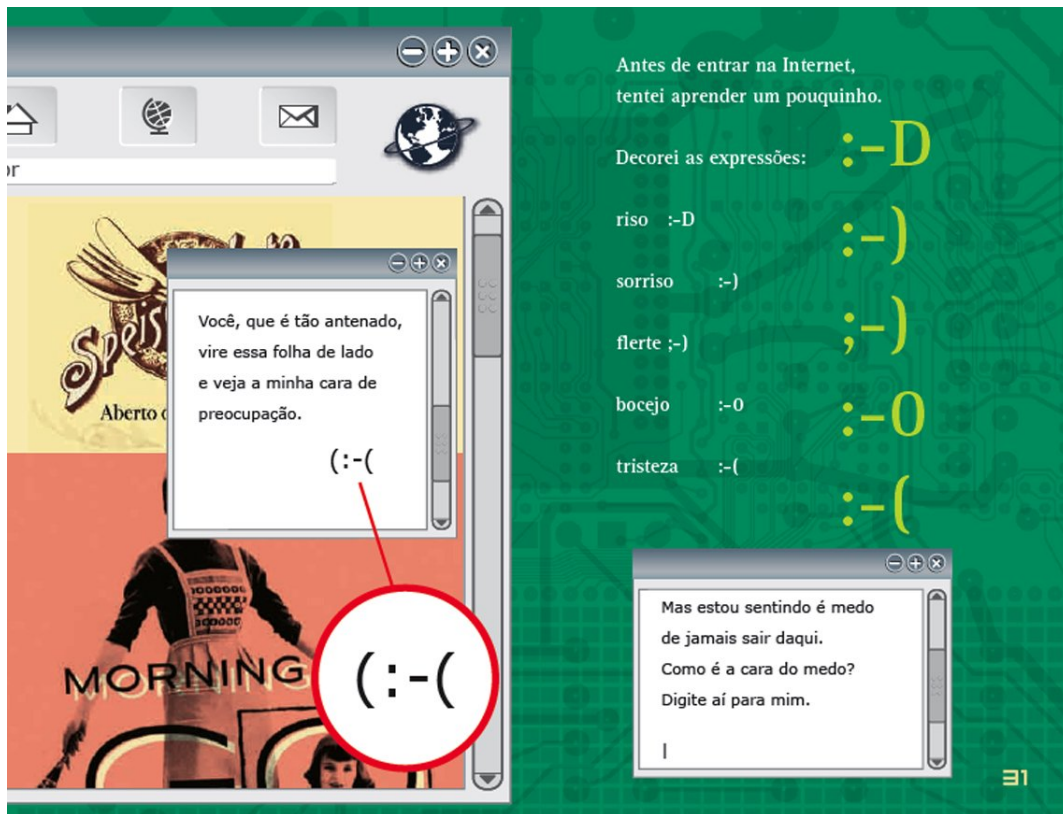 or
Speis
Aberto
Você, que é tão antenado,
vire essa folha de lado
e veja a minha cara de
preocupação.
(:-(
(:-(
MORNING
Antes de entrar na Internet,
tentei aprender um pouquinho.
Decorei as expressões:
riso :-D
sorriso :-)
flerte ;-)
bocejo :-0
tristeza :-(
:-D
:-)
;-)
:-0
:-(
Mas estou sentindo é medo
de jamais sair daqui.
Como é a cara do medo?
Digite aí para mim.
31